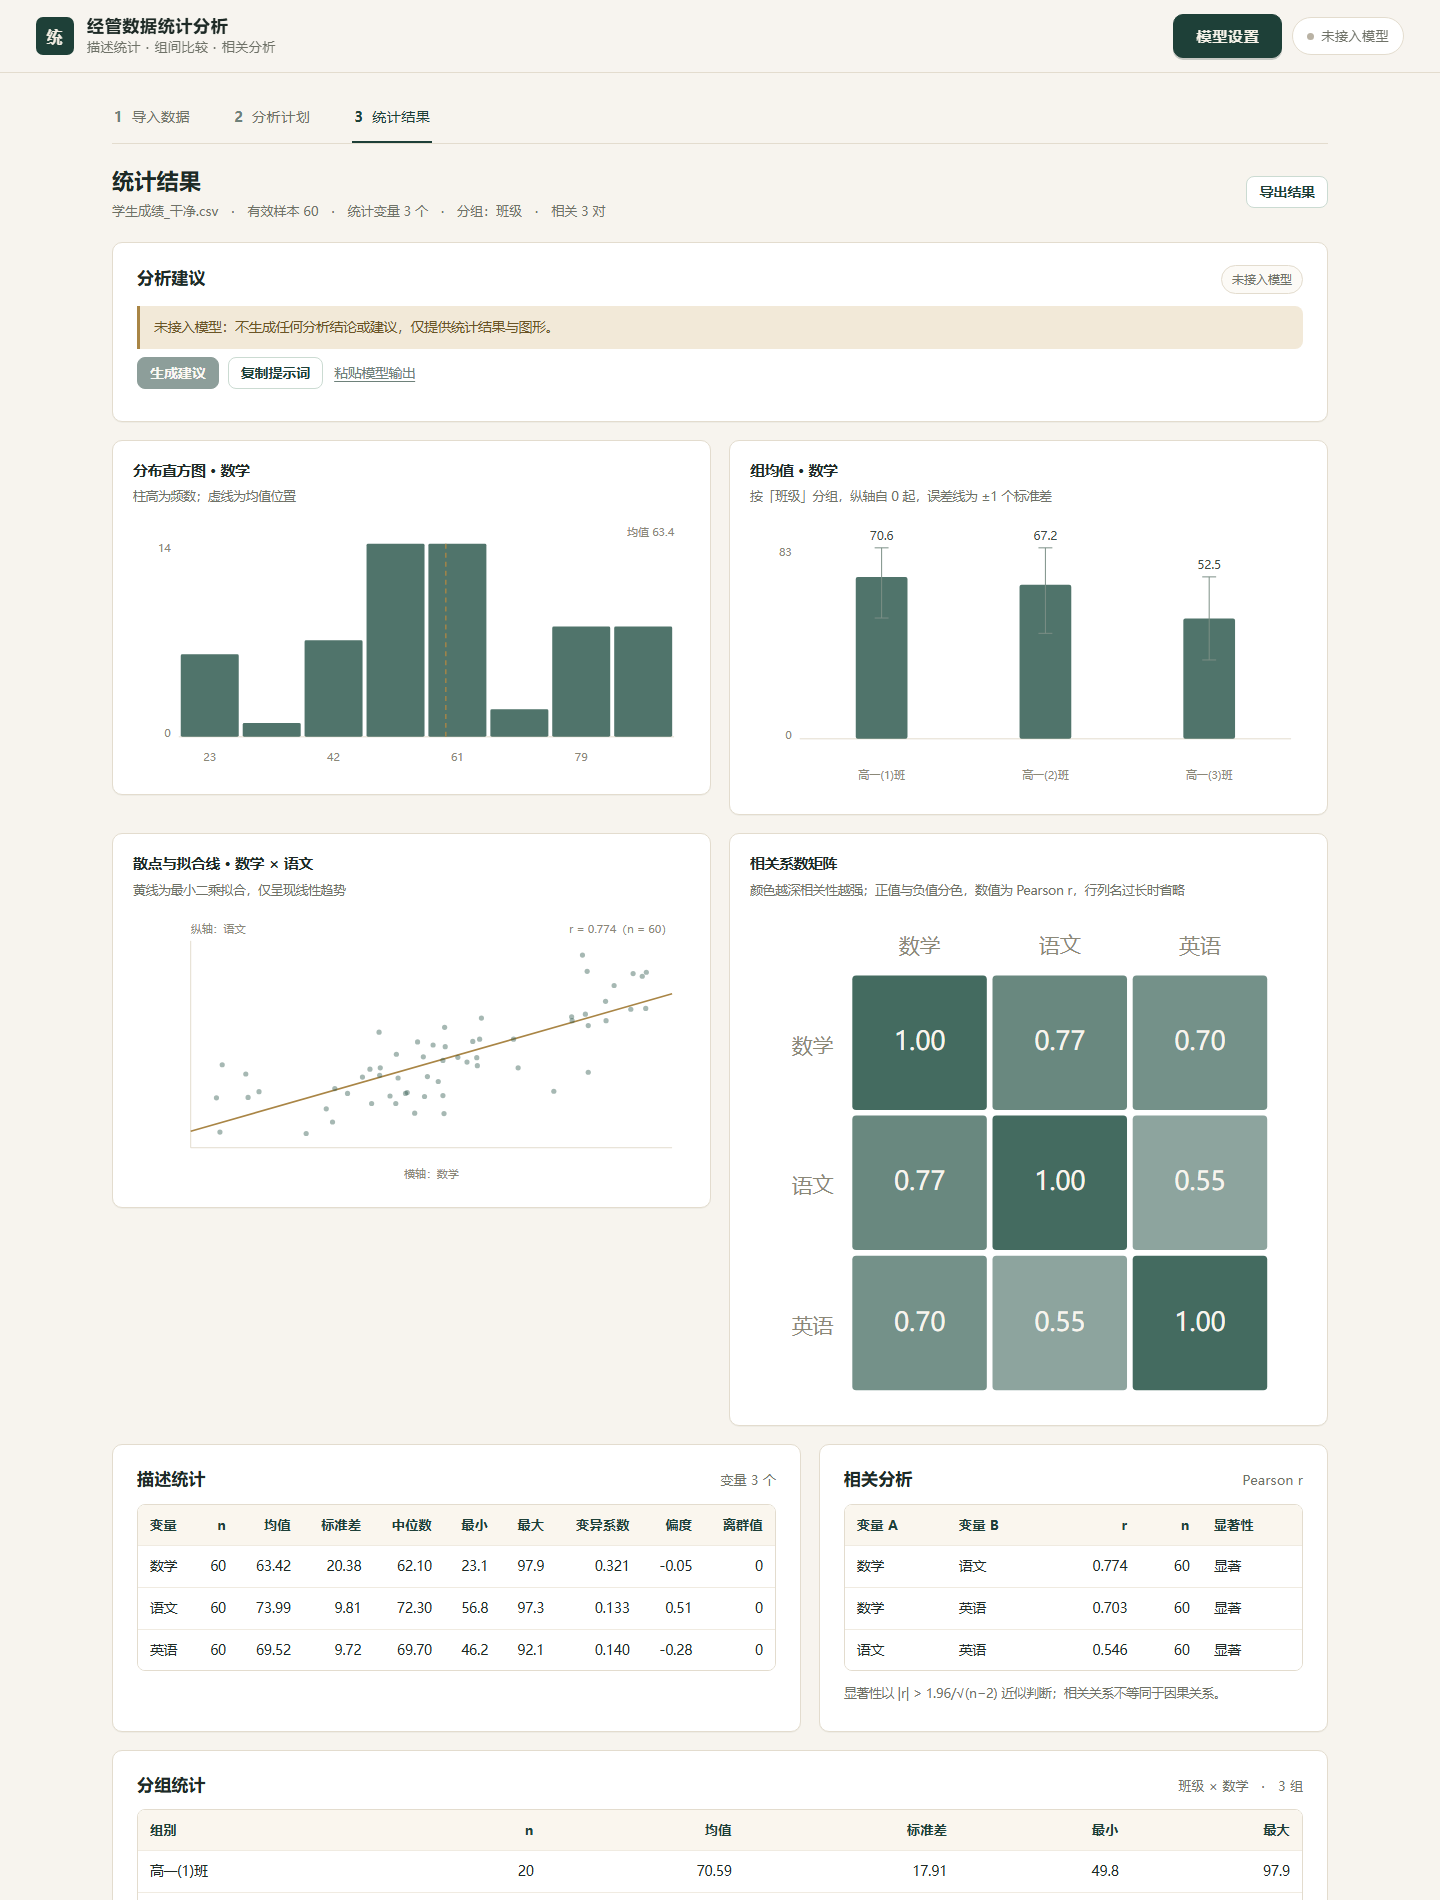 统
经管数据统计分析
描述统计 · 组间比较 · 相关分析
模型设置
未接入模型
1 导入数据
2 分析计划
3 统计结果
统计结果
导出结果
学生成绩_干净.csv · 有效样本 60 · 统计变量 3 个 · 分组：班级 · 相关 3 对
分析建议
未接入模型
未接入模型：不生成任何分析结论或建议，仅提供统计结果与图形。
生成建议
复制提示词
粘贴模型输出
分布直方图 • 数学
柱高为频数；虚线为均值位置
均值 63.4
14
0
23 42 61 79
组均值 • 数学
按「班级」分组，纵轴自 0 起，误差线为 ±1 个标准差
83
0
70.6 67.2 52.5
高一(1)班 高一(2)班 高一(3)班
散点与拟合线 • 数学 × 语文
黄线为最小二乘拟合，仅呈现线性趋势
纵轴：语文
r = 0.774（n = 60）
横轴：数学
相关系数矩阵
颜色越深相关性越强；正值与负值分色，数值为 Pearson r，行列名过长时省略
数学 语文 英语
数学 1.00 0.77 0.70
语文 0.77 1.00 0.55
英语 0.70 0.55 1.00
描述统计
变量 3 个
变量 n 均值 标准差 中位数 最小 最大 变异系数 偏度 离群值
数学 60 63.42 20.38 62.10 23.1 97.9 0.321 -0.05 0
语文 60 73.99 9.81 72.30 56.8 97.3 0.133 0.51 0
英语 60 69.52 9.72 69.70 46.2 92.1 0.140 -0.28 0
相关分析
Pearson r
变量 A 变量 B r n 显著性
数学 语文 0.774 60 显著
数学 英语 0.703 60 显著
语文 英语 0.546 60 显著
显著性以 |r| > 1.96/√(n−2) 近似判断；相关关系不等同于因果关系。
分组统计
班级 × 数学 · 3 组
组别 n 均值 标准差 最小 最大
高一(1)班 20 70.59 17.91 49.8 97.9